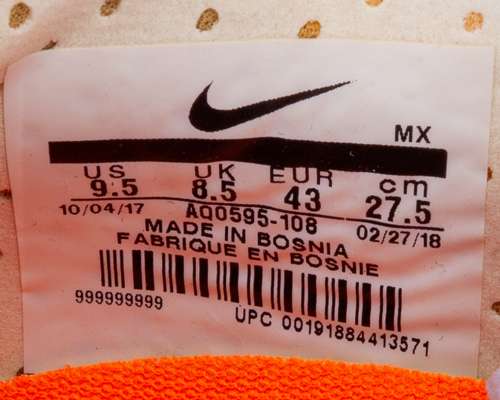 MX
US UK EUR cm
9.5 8.5 43 27.5
10/04/17 AQ0595-108 02/27/18
MADE IN BOSNIA
FABRIQUE EN BOSNIE
999999999
UPC 00191884413571